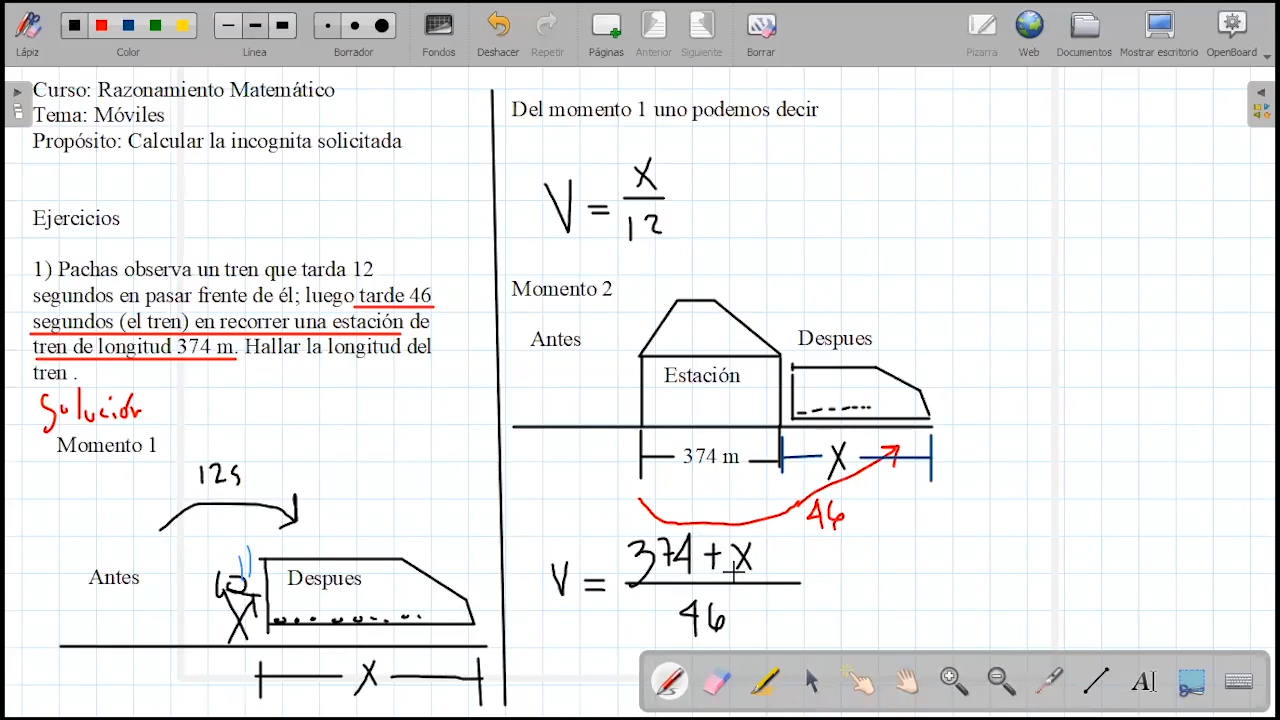 Lápiz
Color
Línea
Borrador
Fondos
Deshacer
Repetir
Páginas
Anterior
Siguiente
Borrar
Pizarra
Web
Documentos
Mostrar escritorio
OpenBoard
Curso: Razonamiento Matemático
Tema: Móviles
Propósito: Calcular la incognita solicitada
Ejercicios
1) Pachas observa un tren que tarda 12
segundos en pasar frente de él; luego tarde 46
segundos (el tren) en recorrer una estación de
tren de longitud 374 m. Hallar la longitud del
tren .
Solución
Momento 1
12s
Antes
Despues
X
Del momento 1 uno podemos decir
V = X
12
Momento 2
Antes
Despues
Estación
374 m
X
46
V = 374 + X
46
AI